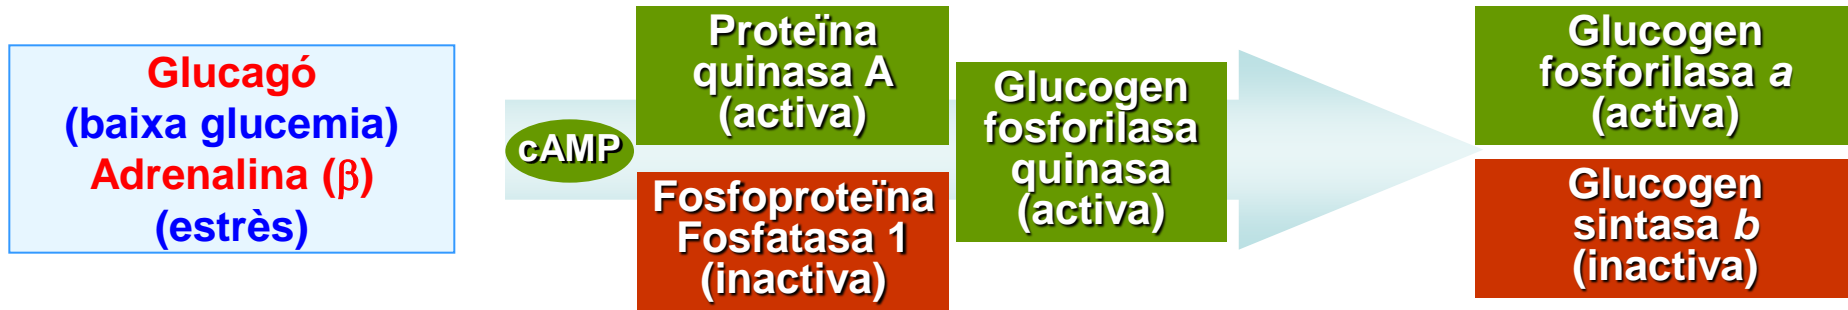 Glucagó
(baixa glucemia)
Adrenalina (β)
(estrès)
cAMP
Proteïna
quinasa A
(activa)
Fosfoproteïna
Fosfatasa 1
(inactiva)
Glucogen
fosforilasa
quinasa
(activa)
Glucogen
fosforilasa a
(activa)
Glucogen
sintasa b
(inactiva)